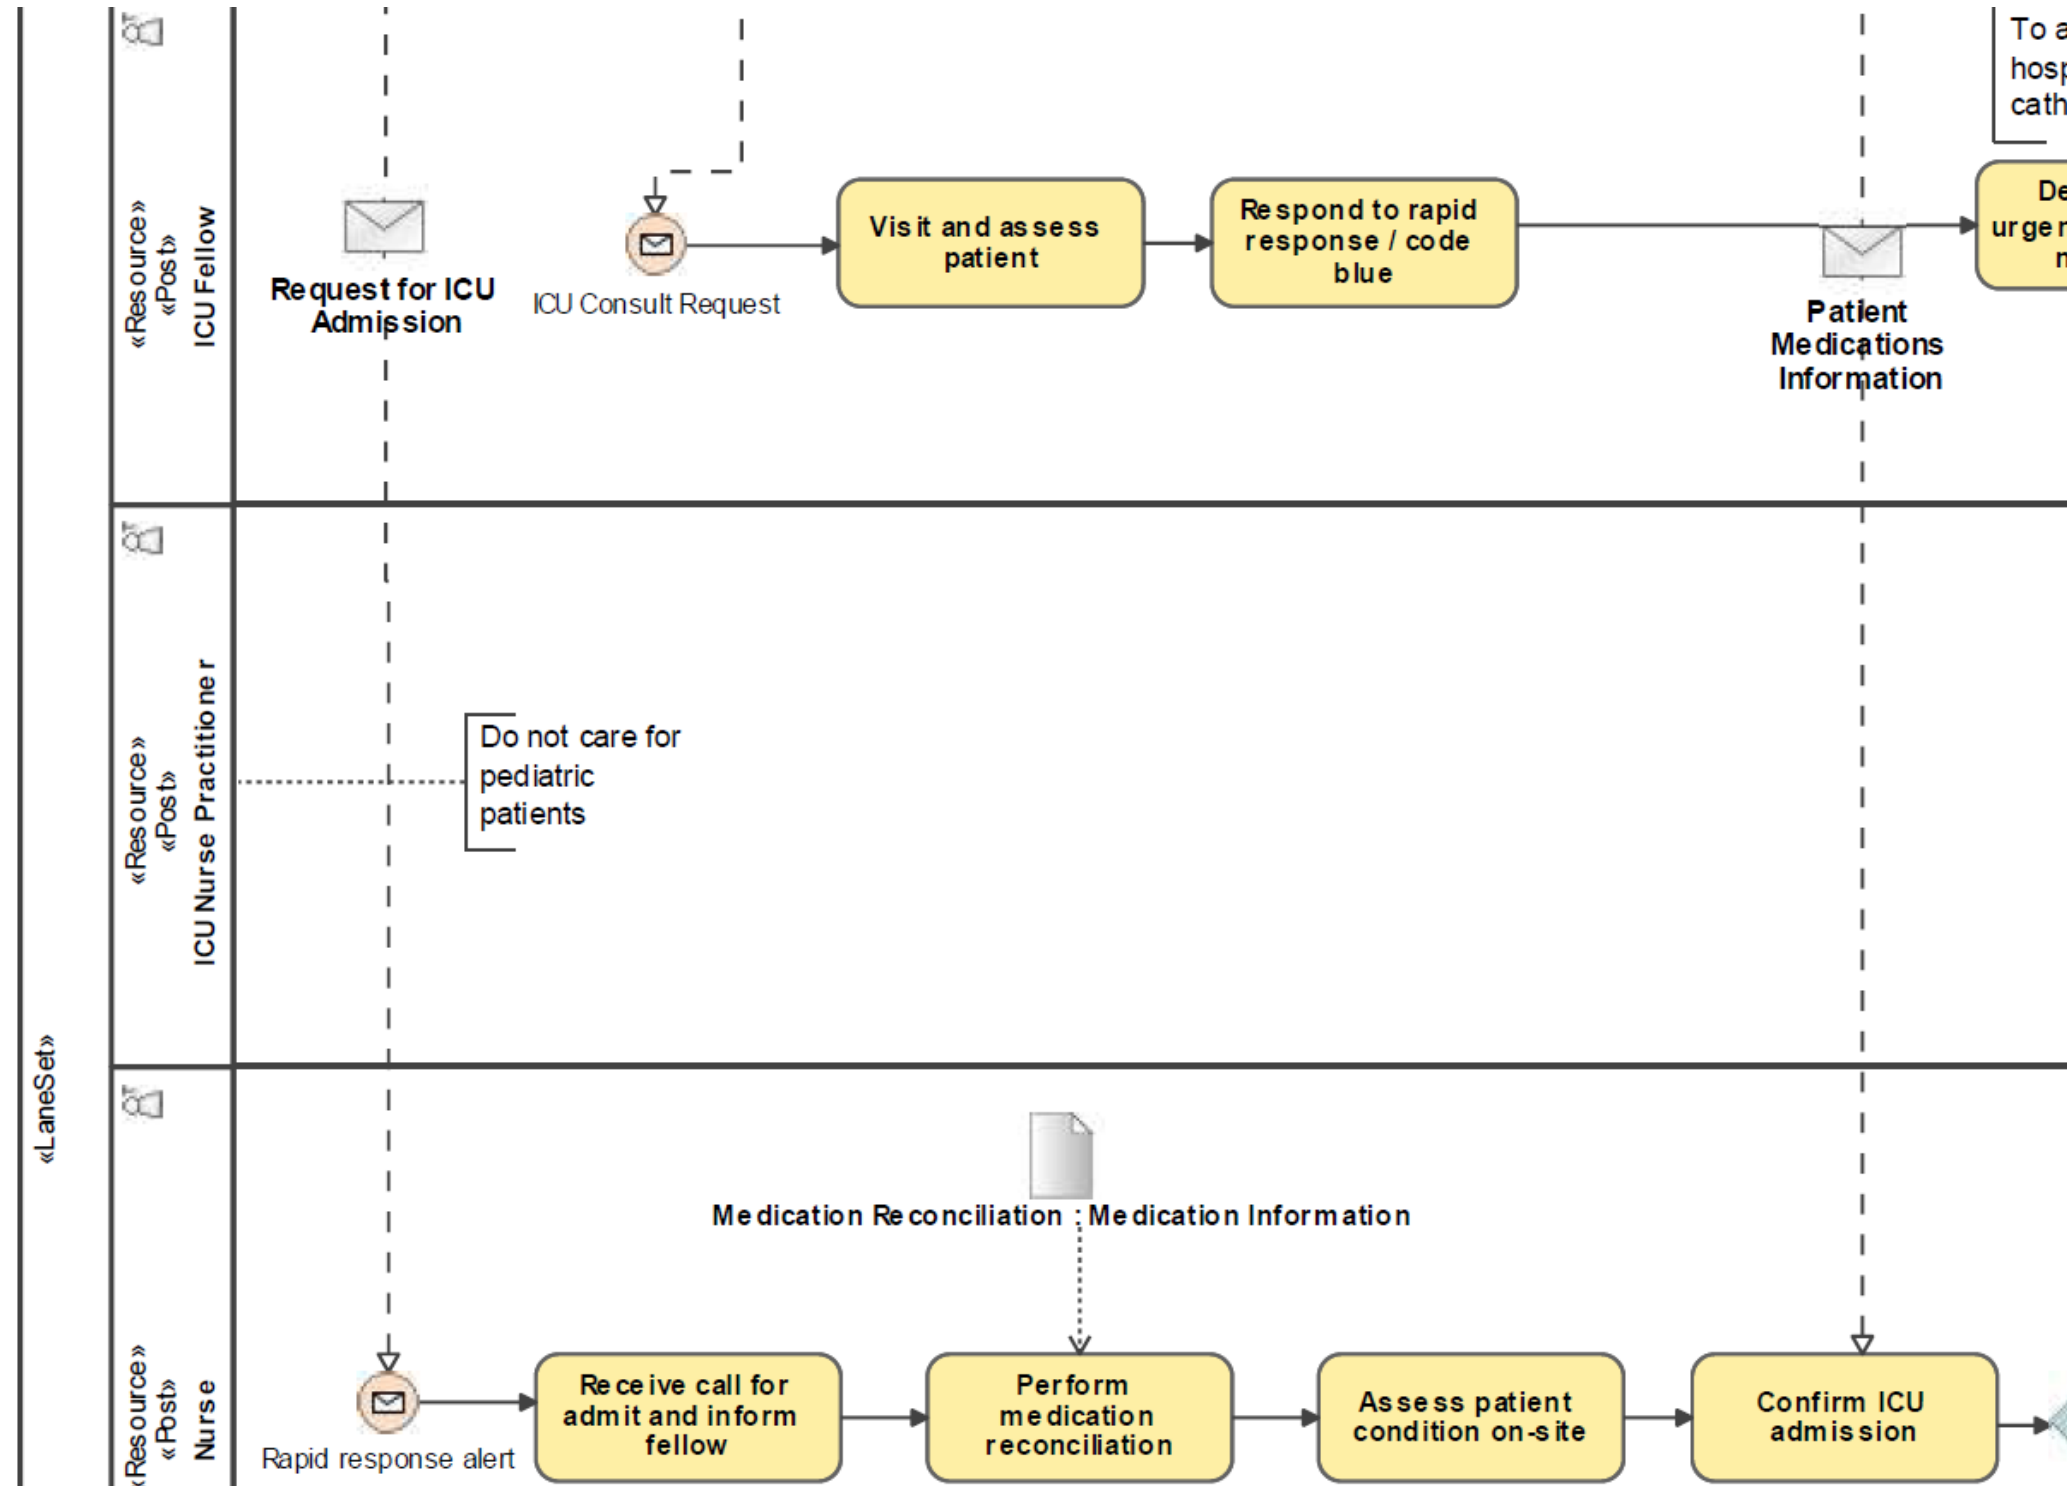 «LaneSet»
«Resource»
«Post»
ICU Fellow
Request for ICU
Admission
ICU Consult Request
Visit and assess
patient
Respond to rapid
response / code
blue
Patient
Medications
Information
To a
hosp
cath
De
urgen
«Resource»
«Post»
ICU Nurse Practitioner
Do not care for
pediatric
patients
«Resource»
«Post»
Nurse
Medication Reconciliation : Medication Information
Rapid response alert
Receive call for
admit and inform
fellow
Perform
medication
reconciliation
Assess patient
condition on-site
Confirm ICU
admission